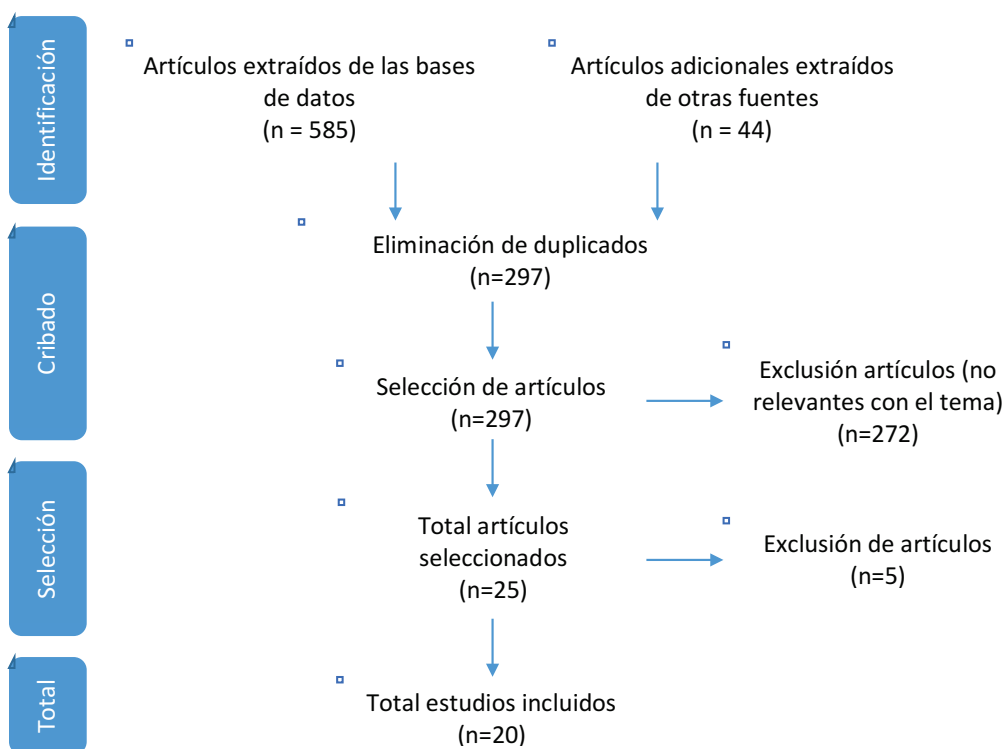 Identificación
Artículos extraídos de las bases
de datos
(n = 585)
Artículos adicionales extraídos
de otras fuentes
(n = 44)
Cribado
Eliminación de duplicados
(n=297)
Selección de artículos
(n=297)
Exclusión artículos (no
relevantes con el tema)
(n=272)
Selección
Total artículos
seleccionados
(n=25)
Exclusión de artículos
(n=5)
Total
Total estudios incluidos
(n=20)